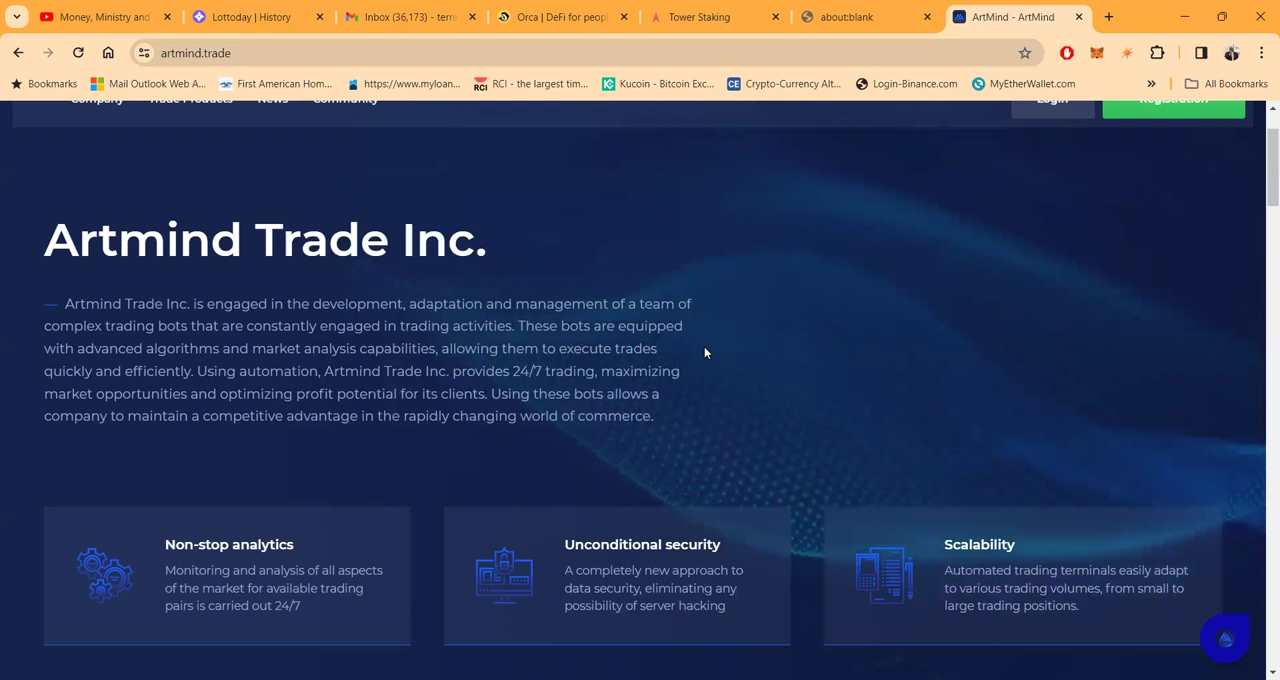 Money, Ministry and
Lottoday | History
Inbox (36,173) - terre
Orca | DeFi for peopl
Tower Staking
about:blank
ArtMind - ArtMind
artmind.trade
Bookmarks
Mail Outlook Web A...
First American Hom...
https://www.myloan...
RCI - the largest tim...
Kucoin - Bitcoin Exc...
Crypto-Currency Alt...
Login-Binance.com
MyEtherWallet.com
All Bookmarks
Company Trade Products News Community
Login
Registration
Artmind Trade Inc.
— Artmind Trade Inc. is engaged in the development, adaptation and management of a team of
complex trading bots that are constantly engaged in trading activities. These bots are equipped
with advanced algorithms and market analysis capabilities, allowing them to execute trades
quickly and efficiently. Using automation, Artmind Trade Inc. provides 24/7 trading, maximizing
market opportunities and optimizing profit potential for its clients. Using these bots allows a
company to maintain a competitive advantage in the rapidly changing world of commerce.
Non-stop analytics
Monitoring and analysis of all aspects
of the market for available trading
pairs is carried out 24/7
Unconditional security
A completely new approach to
data security, eliminating any
possibility of server hacking
Scalability
Automated trading terminals easily adapt
to various trading volumes, from small to
large trading positions.